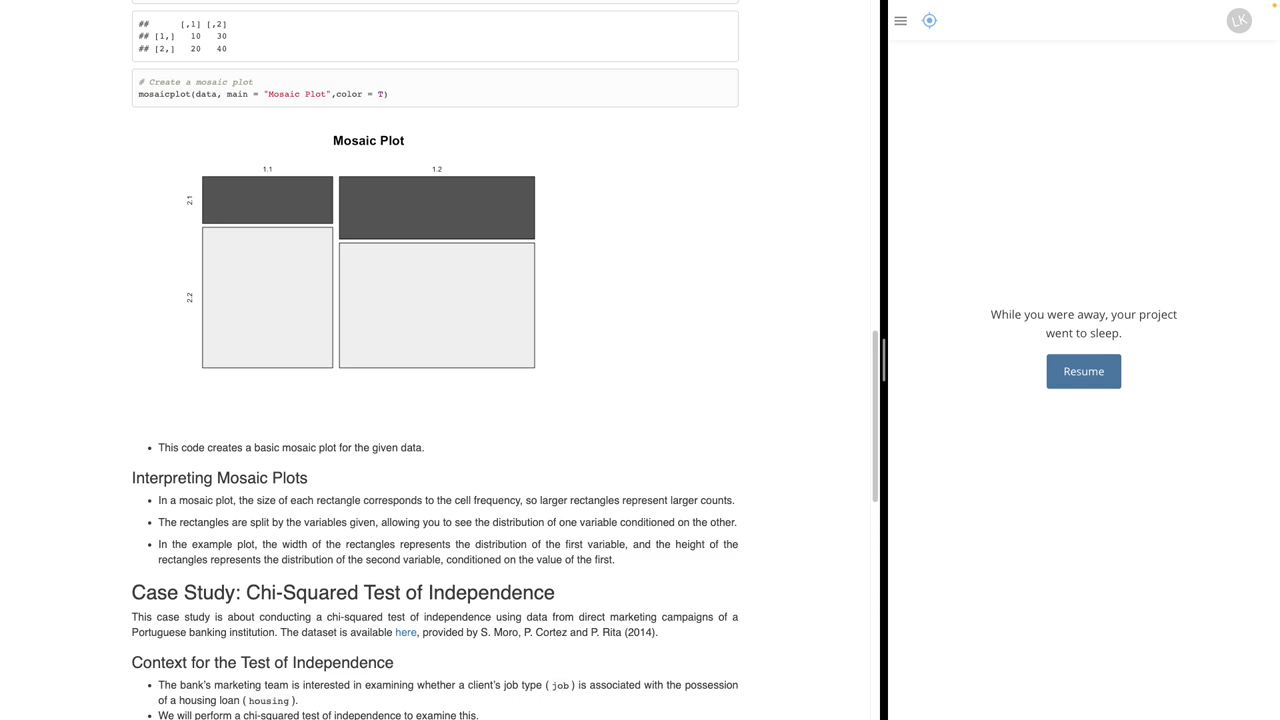 ##      [,1] [,2]
## [1,]   10   30
## [2,]   20   40
# Create a mosaic plot
mosaicplot(data, main = "Mosaic Plot",color = T)
Mosaic Plot
1.1 1.2
2.1
2.2
• This code creates a basic mosaic plot for the given data.
Interpreting Mosaic Plots
• In a mosaic plot, the size of each rectangle corresponds to the cell frequency, so larger rectangles represent larger counts.
• The rectangles are split by the variables given, allowing you to see the distribution of one variable conditioned on the other.
• In the example plot, the width of the rectangles represents the distribution of the first variable, and the height of the
rectangles represents the distribution of the second variable, conditioned on the value of the first.
Case Study: Chi-Squared Test of Independence
This case study is about conducting a chi-squared test of independence using data from direct marketing campaigns of a
Portuguese banking institution. The dataset is available here, provided by S. Moro, P. Cortez and P. Rita (2014).
Context for the Test of Independence
• The bank's marketing team is interested in examining whether a client's job type ( job ) is associated with the possession
of a housing loan ( housing ).
• We will perform a chi-squared test of independence to examine this.
LK
While you were away, your project
went to sleep.
Resume